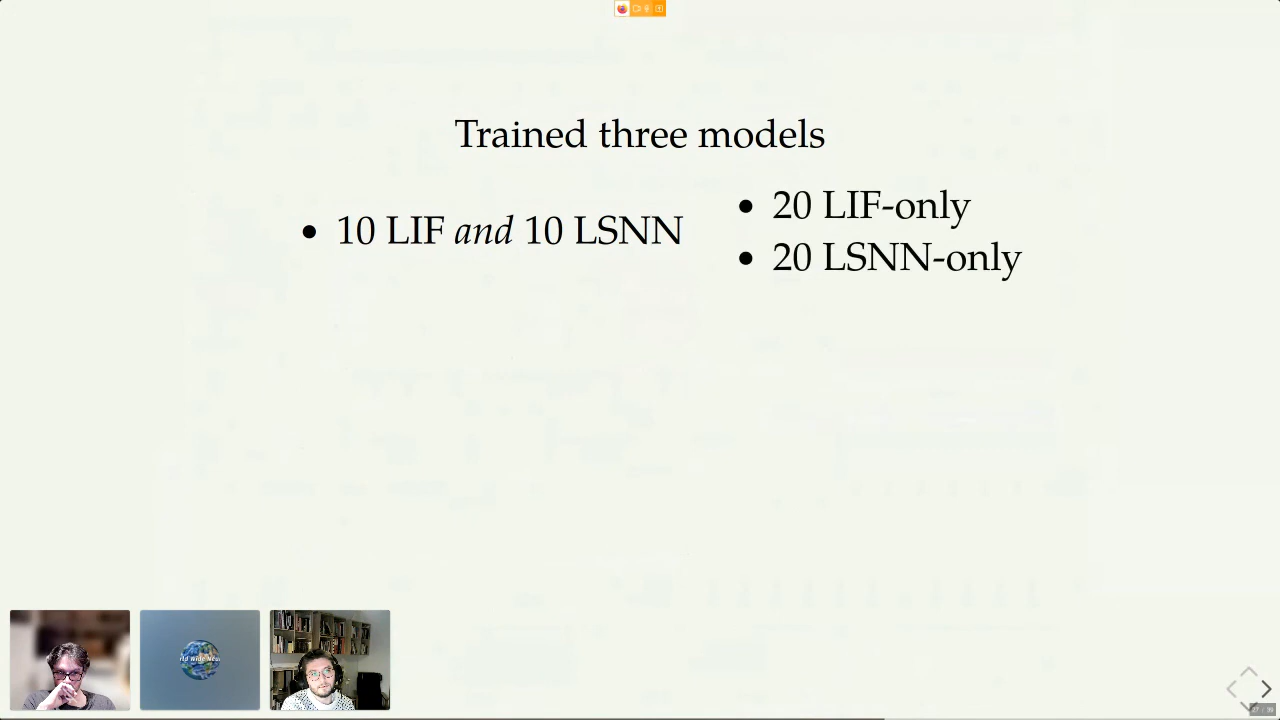 Trained three models
10 LIF and 10 LSNN
20 LIF-only
20 LSNN-only